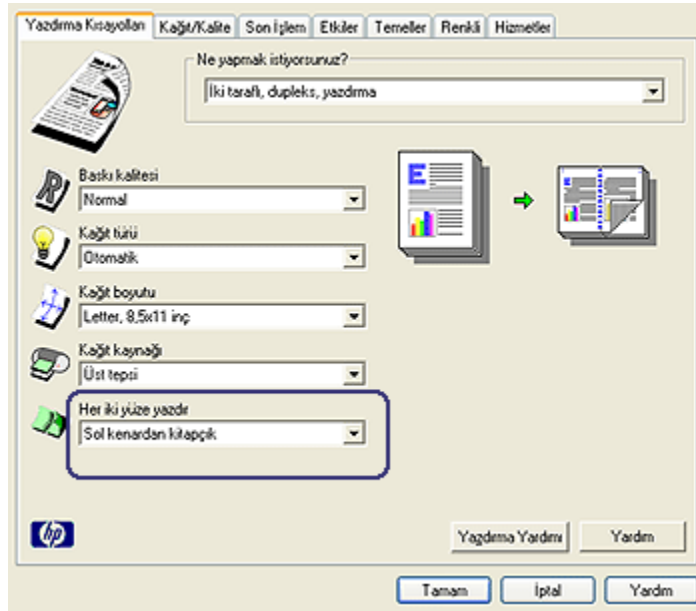 Yazdırma Kısayolları Kağıt/Kalite Son İşlem Etkiler Temeller Renkli Hizmetler
Ne yapmak istiyorsunuz?
İki taraflı, dupleks, yazdırma
Baskı kalitesi
Normal
Kağıt türü
Otomatik
Kağıt boyutu
Letter, 8,5x11 inç
Kağıt kaynağı
Üst tepsi
Her iki yüze yazdır
Sol kenardan kitapçık
hp
Yazdırma Yardımı Yardım
Tamam İptal Yardım